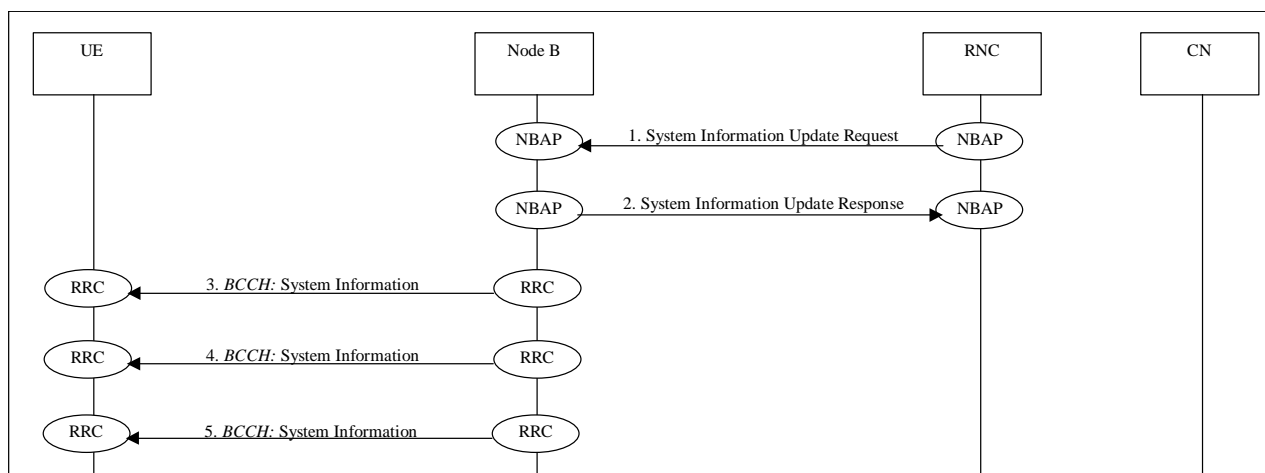 UE
Node B
RNC
CN
NBAP
1. System Information Update Request
NBAP
NBAP
2. System Information Update Response
NBAP
RRC
3. BCCH: System Information
RRC
RRC
4. BCCH: System Information
RRC
RRC
5. BCCH: System Information
RRC